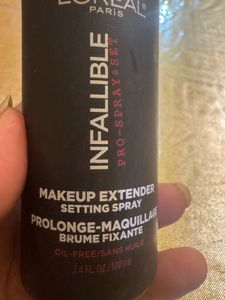 L'ORÉAL
PARIS
INFALLIBLE
PRO-SPRAY & SET
MAKEUP EXTENDER
SETTING SPRAY
PROLONGE-MAQUILLAGE
BRUME FIXANTE
OIL-FREE/SANS HUILE
3.4 FL.OZ/100 ml